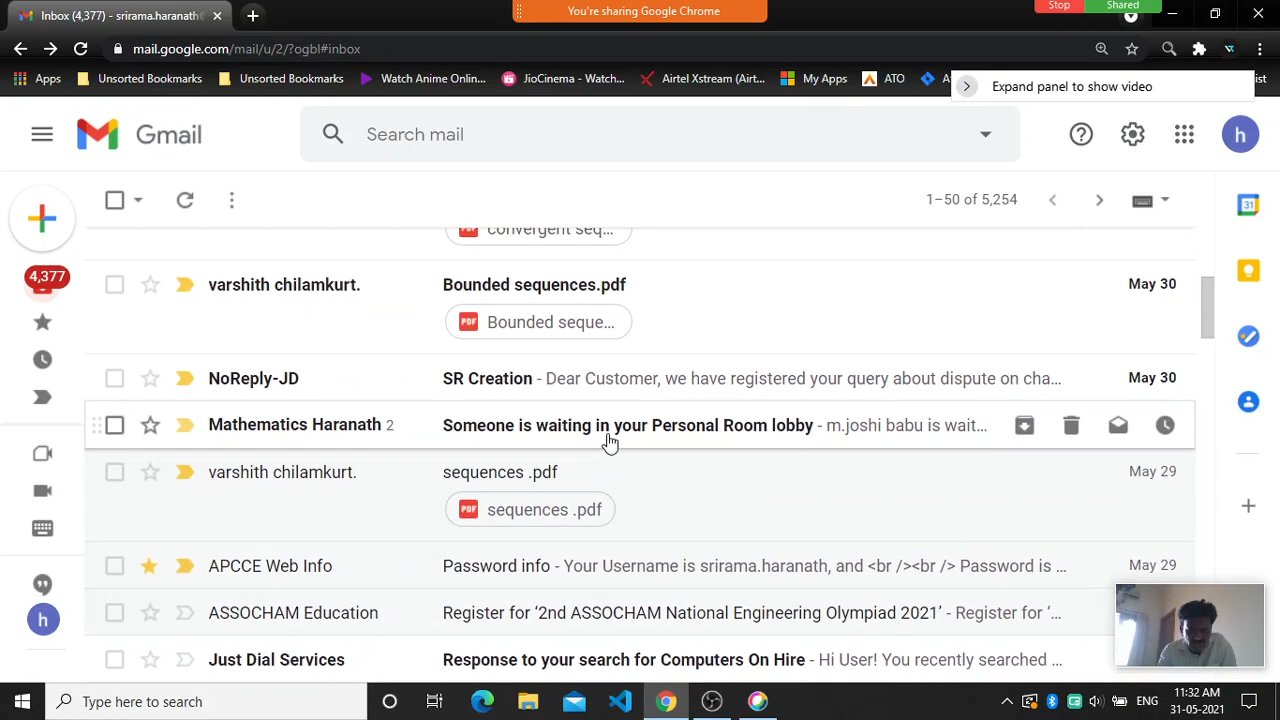 You're sharing Google Chrome
Stop
Shared
Inbox (4,377) - srirama.haranath
mail.google.com/mail/u/2/?ogbl#inbox
Apps
Unsorted Bookmarks
Unsorted Bookmarks
Watch Anime Online...
JioCinema - Watch...
Airtel Xstream (Airt...
My Apps
ATO
Expand panel to show video
list
Gmail
Search mail
h
1–50 of 5,254
31
convergent seq...
4,377
varshith chilamkurt.
Bounded sequences.pdf
May 30
PDF
Bounded seque...
NoReply-JD
SR Creation - Dear Customer, we have registered your query about dispute on cha...
May 30
Mathematics Haranath 2
Someone is waiting in your Personal Room lobby - m.joshi babu is wait...
varshith chilamkurt.
sequences .pdf
May 29
PDF
sequences .pdf
APCCE Web Info
Password info - Your Username is srirama.haranath, and <br /><br /> Password is ...
May 29
ASSOCHAM Education
Register for '2nd ASSOCHAM National Engineering Olympiad 2021' - Register for '...
h
Just Dial Services
Response to your search for Computers On Hire - Hi User! You recently searched ...
Type here to search
ENG
11:32 AM
31-05-2021